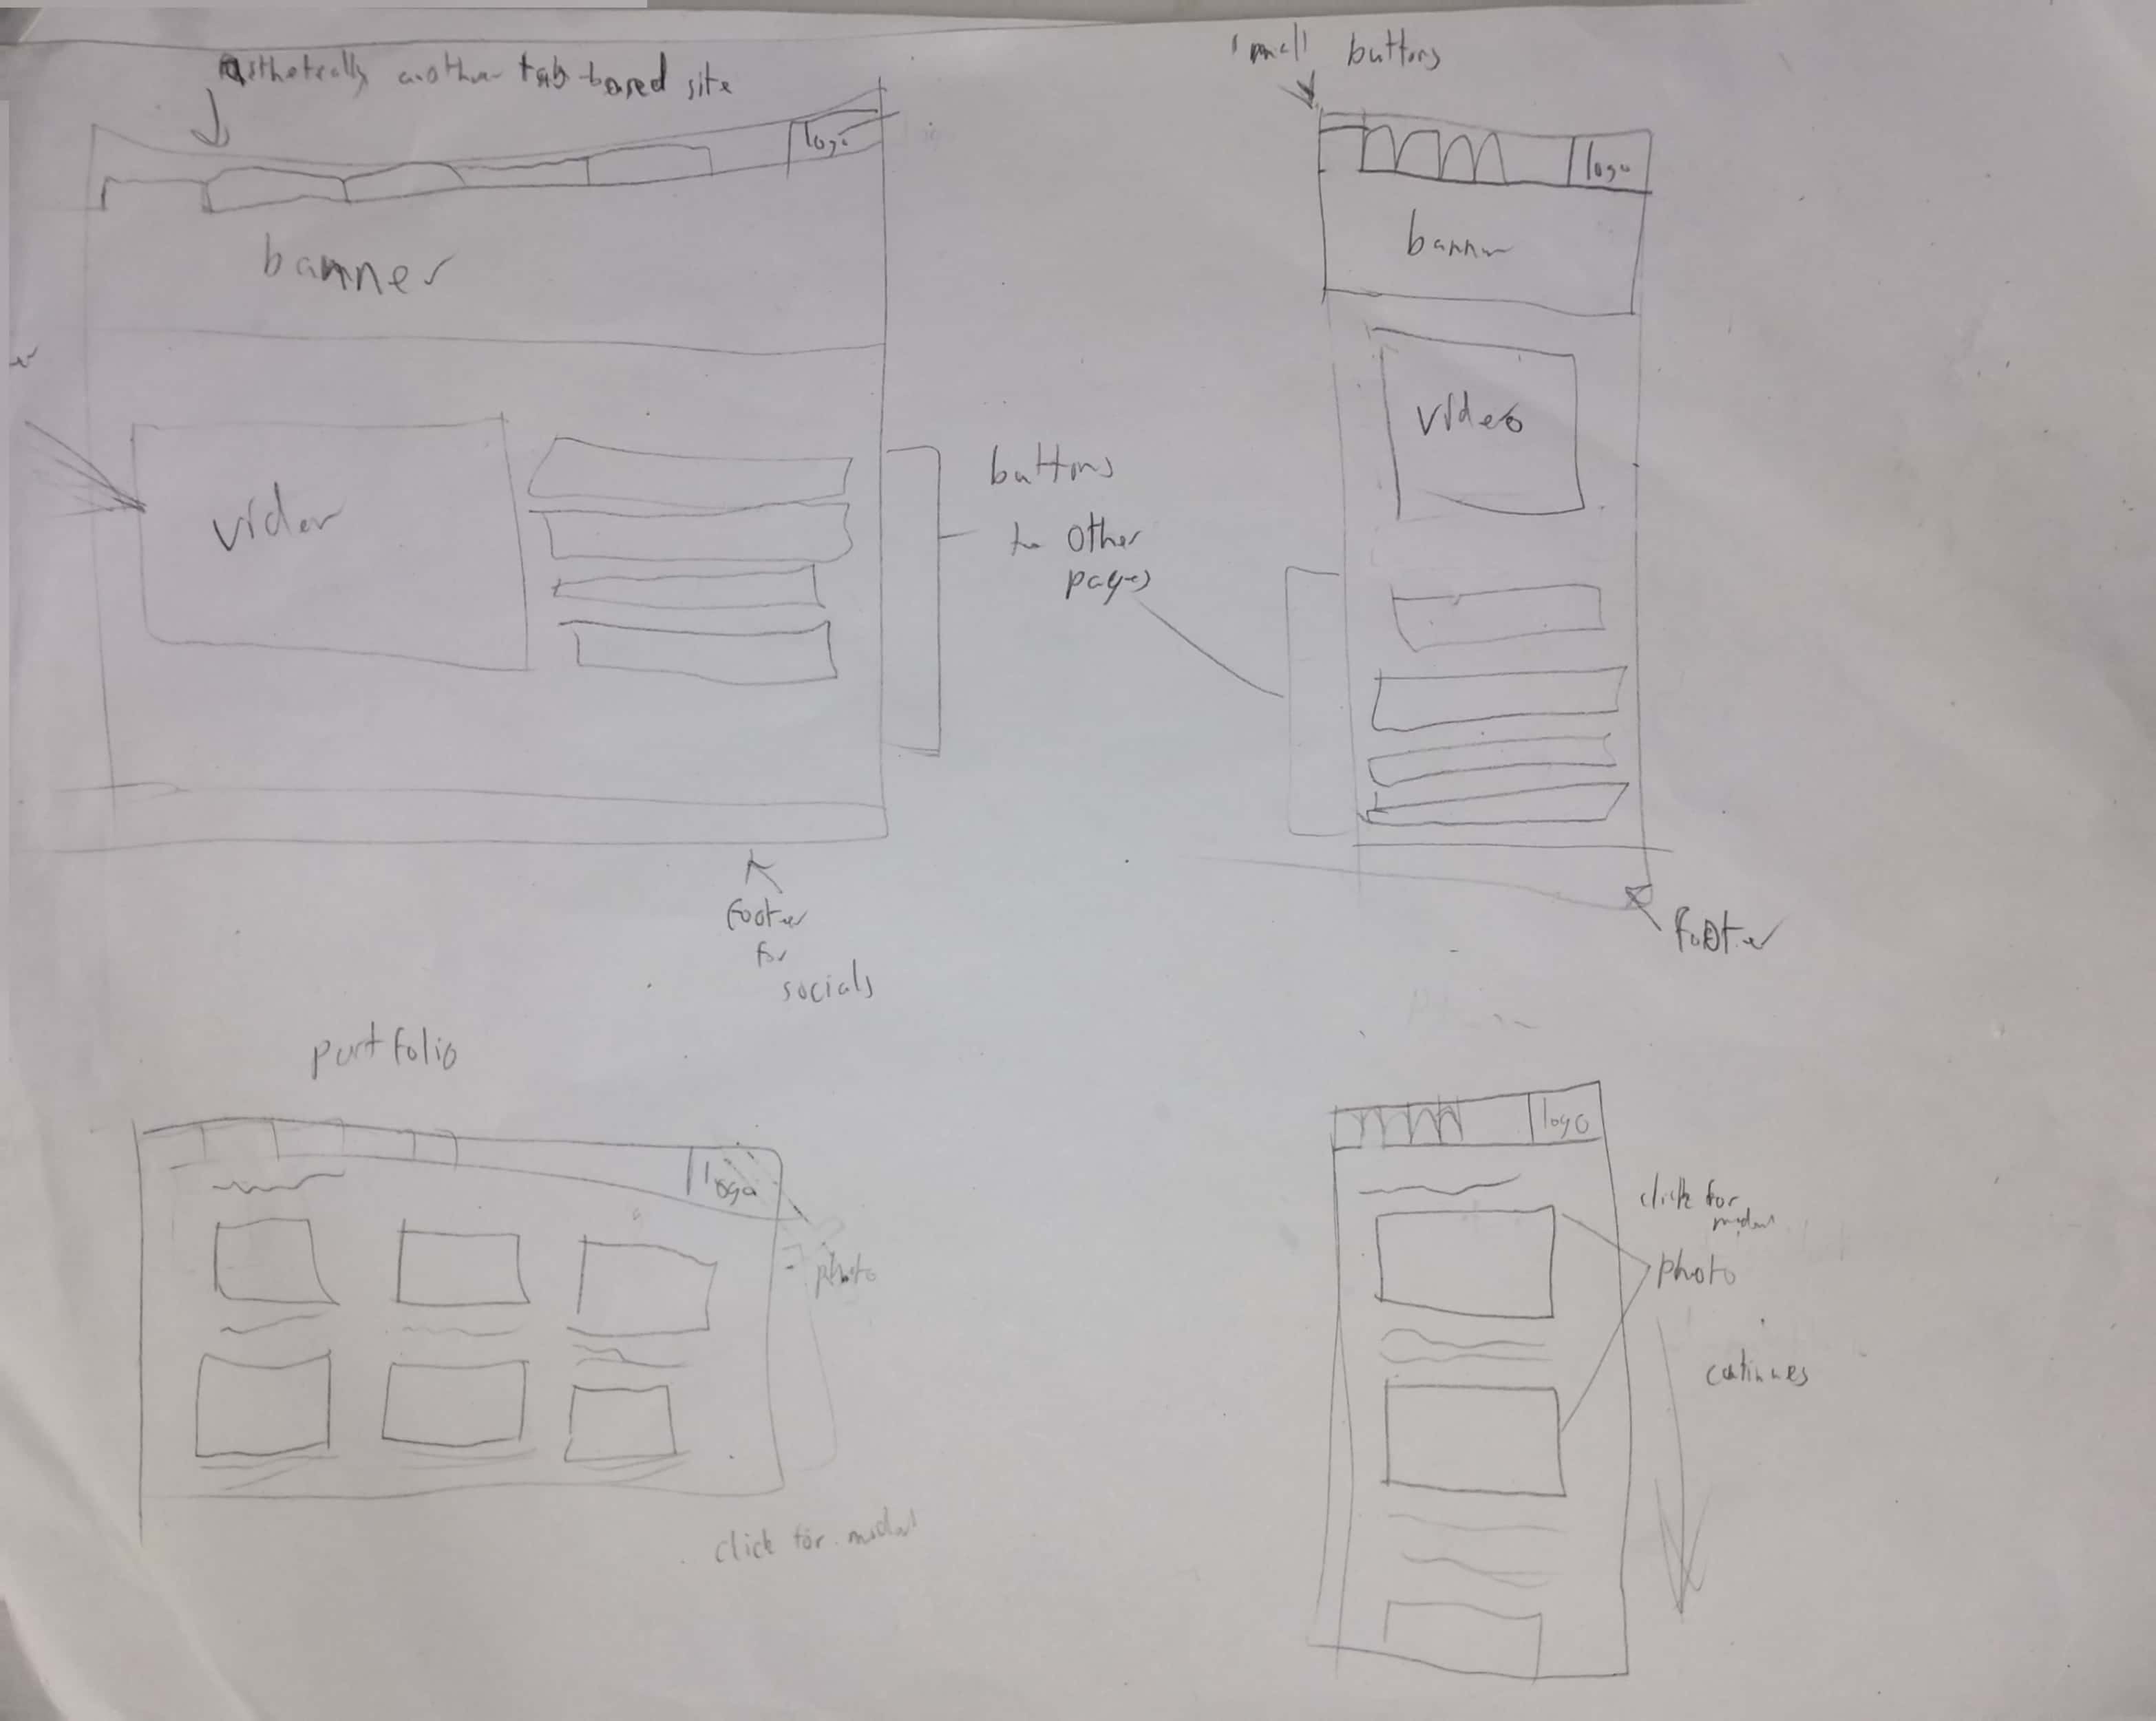 asthetically another tab-based site
small buttons
logo
logo
banner
banner
video
video
buttons
to other
pages
footer
for
socials
footer
portfolio
logo
logo
click for
modal
photo
photo
continues
click for modal